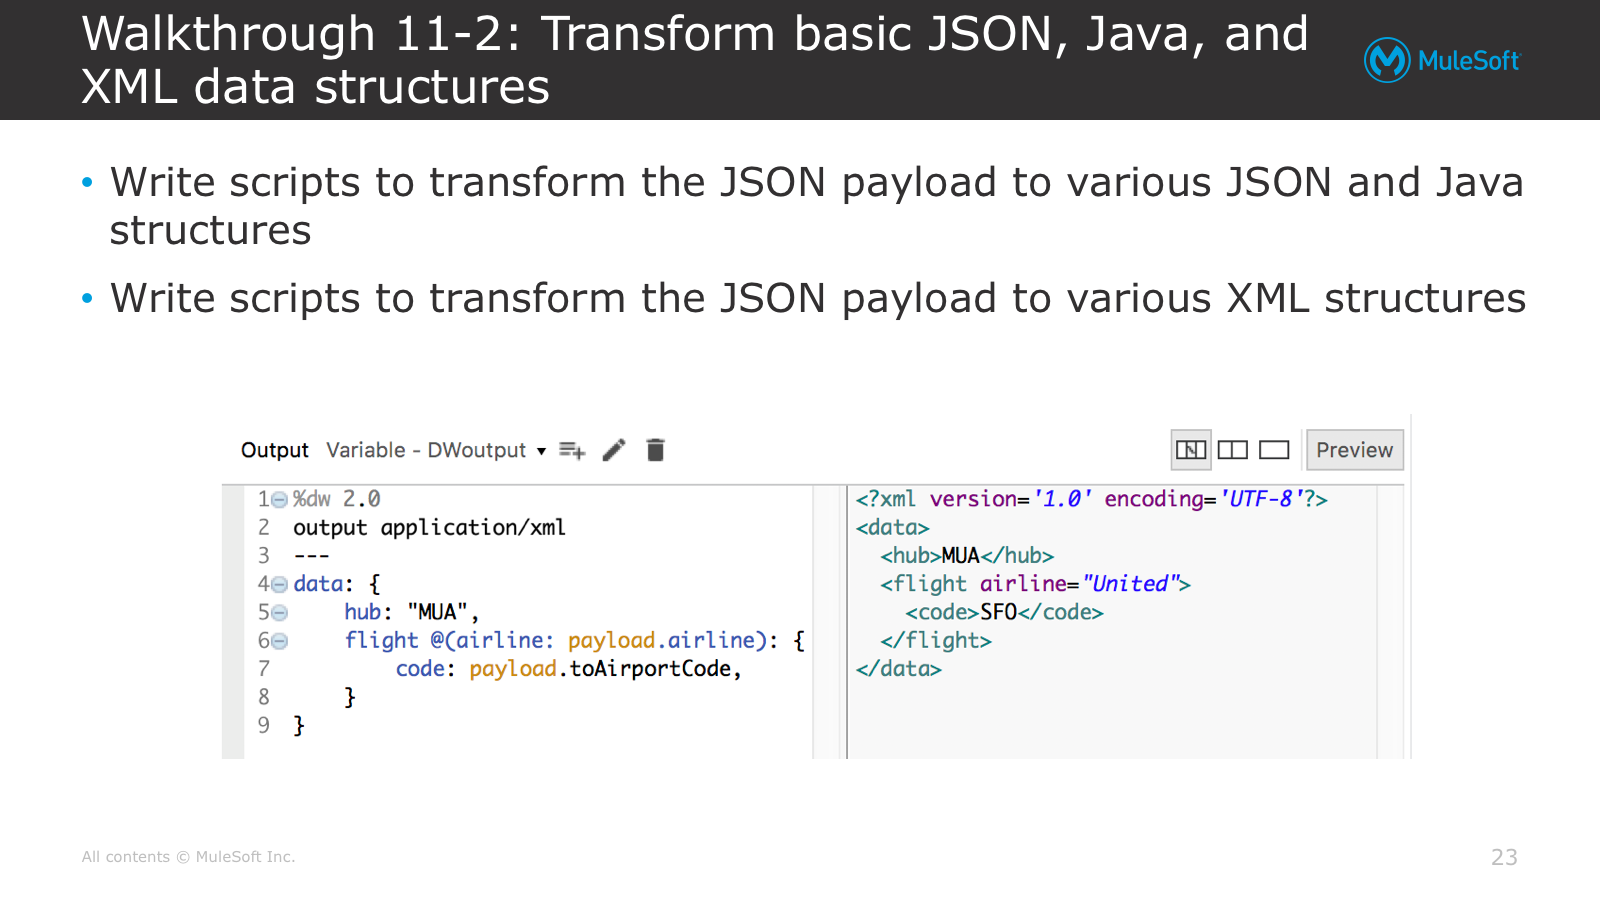 Walkthrough 11-2: Transform basic JSON, Java, and
XML data structures
MuleSoft
• Write scripts to transform the JSON payload to various JSON and Java
structures
• Write scripts to transform the JSON payload to various XML structures
Output Variable - DWoutput
Preview
1 %dw 2.0
2 output application/xml
3 ---
4 data: {
5     hub: "MUA",
6     flight @(airline: payload.airline): {
7         code: payload.toAirportCode,
8     }
9 }
<?xml version='1.0' encoding='UTF-8'?>
<data>
  <hub>MUA</hub>
  <flight airline="United">
    <code>SFO</code>
  </flight>
</data>
All contents © MuleSoft Inc.
23